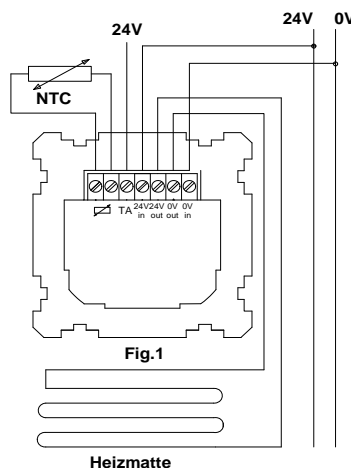 24V 24V 0V
NTC
TA 24V in 24V out 0V out 0V in
Fig.1
Heizmatte